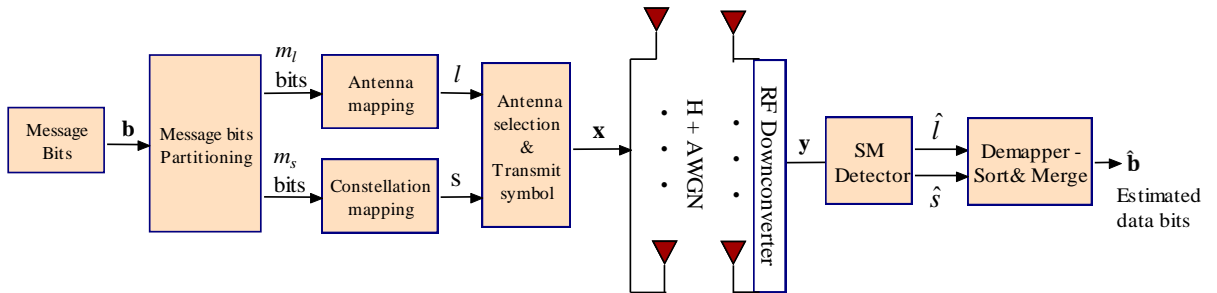 Message
Bits
b
Message bits
Partitioning
m_l
bits
m_s
bits
Antenna
mapping
Constellation
mapping
l
s
Antenna
selection
&
Transmit
symbol
x
H + AWGN
RF Downconverter
y
SM
Detector
l̂
ŝ
Demapper -
Sort& Merge
b̂
Estimated
data bits